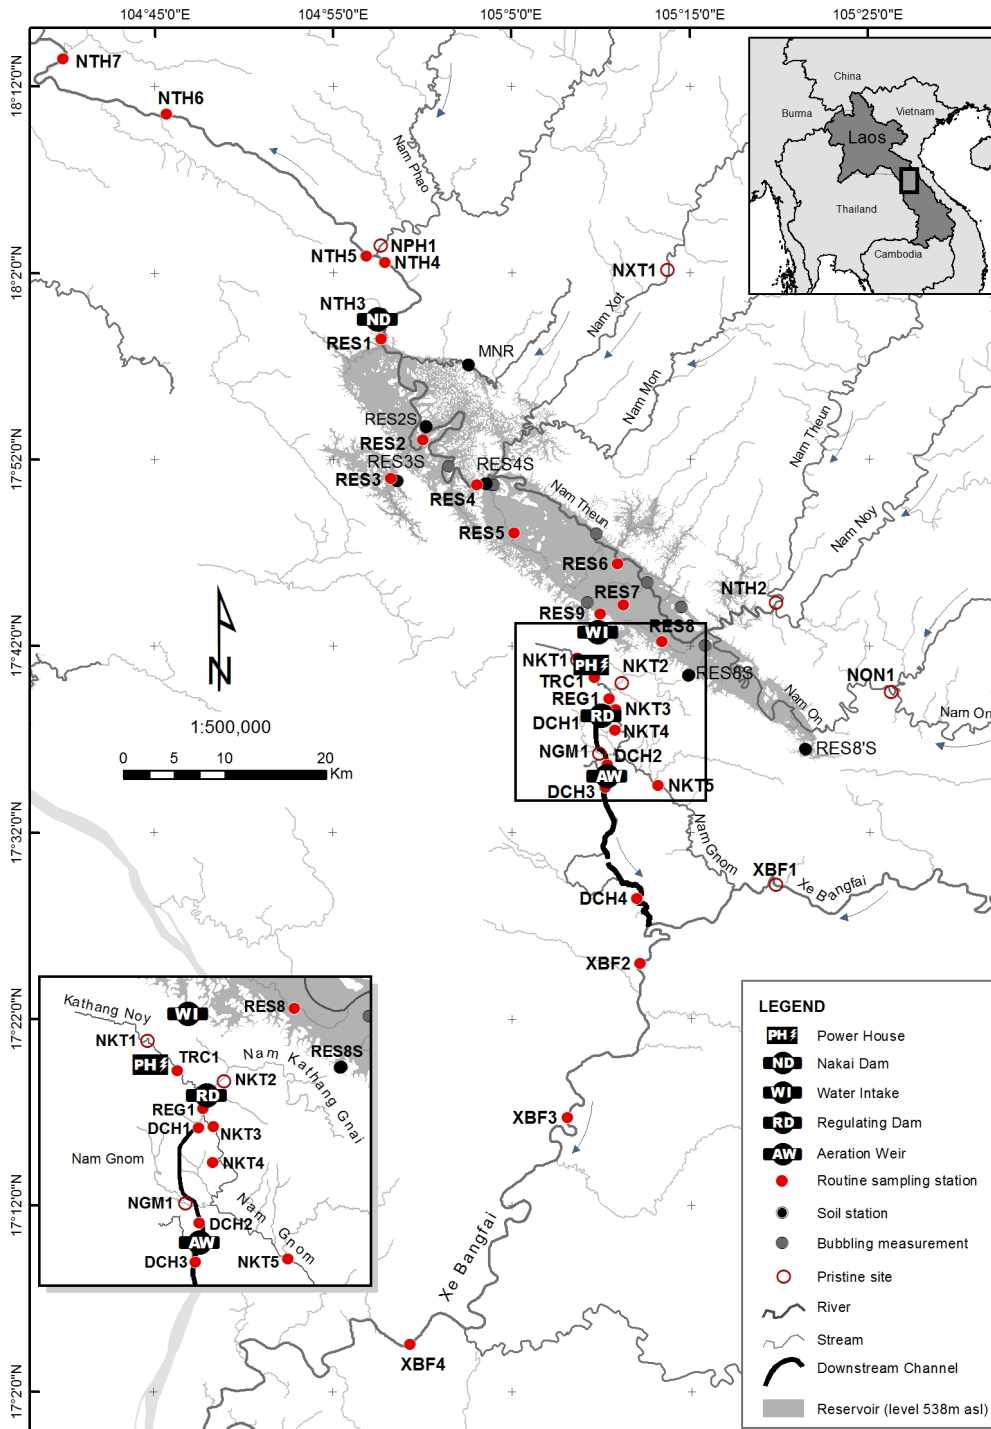 104°45'0"E 104°55'0"E 105°5'0"E 105°15'0"E 105°25'0"E
18°12'0"N
18°2'0"N
17°52'0"N
17°42'0"N
17°32'0"N
17°22'0"N
17°12'0"N
17°2'0"N
China
Burma
Vietnam
Laos
Thailand
Cambodia
NTH7
NTH6
Nam Phao
NPH1
NTH5
NTH4
NXT1
NTH3
ND
Nam Xot
RES1
MNR
Nam Mon
RES2S
RES2
Nam Theun
RES3S
RES3
RES4S
RES4
Nam Theun
Nam Noy
RES5
RES6
NTH2
RES7
RES9
WI
RES8
NKT1
PH
NKT2
RES8S
NON1
TRC1
REG1
Nam On
Nam On
NKT3
DCH1
RD
NKT4
NGM1
DCH2
RES8'S
AW
DCH3
NKT5
N
1:500,000
0 5 10 20
Km
Nam Gnom
XBF1
Xe Bangfai
DCH4
XBF2
XBF3
Xe Bangfai
XBF4
Kathang Noy
WI
RES8
NKT1
PH
TRC1
Nam Kathang Gnai
RES8S
NKT2
RD
REG1
DCH1
NKT3
Nam Gnom
NKT4
NGM1
Nam Gnom
DCH2
AW
DCH3
NKT5
LEGEND
PH Power House
ND Nakai Dam
WI Water Intake
RD Regulating Dam
AW Aeration Weir
Routine sampling station
Soil station
Bubbling measurement
Pristine site
River
Stream
Downstream Channel
Reservoir (level 538m asl)